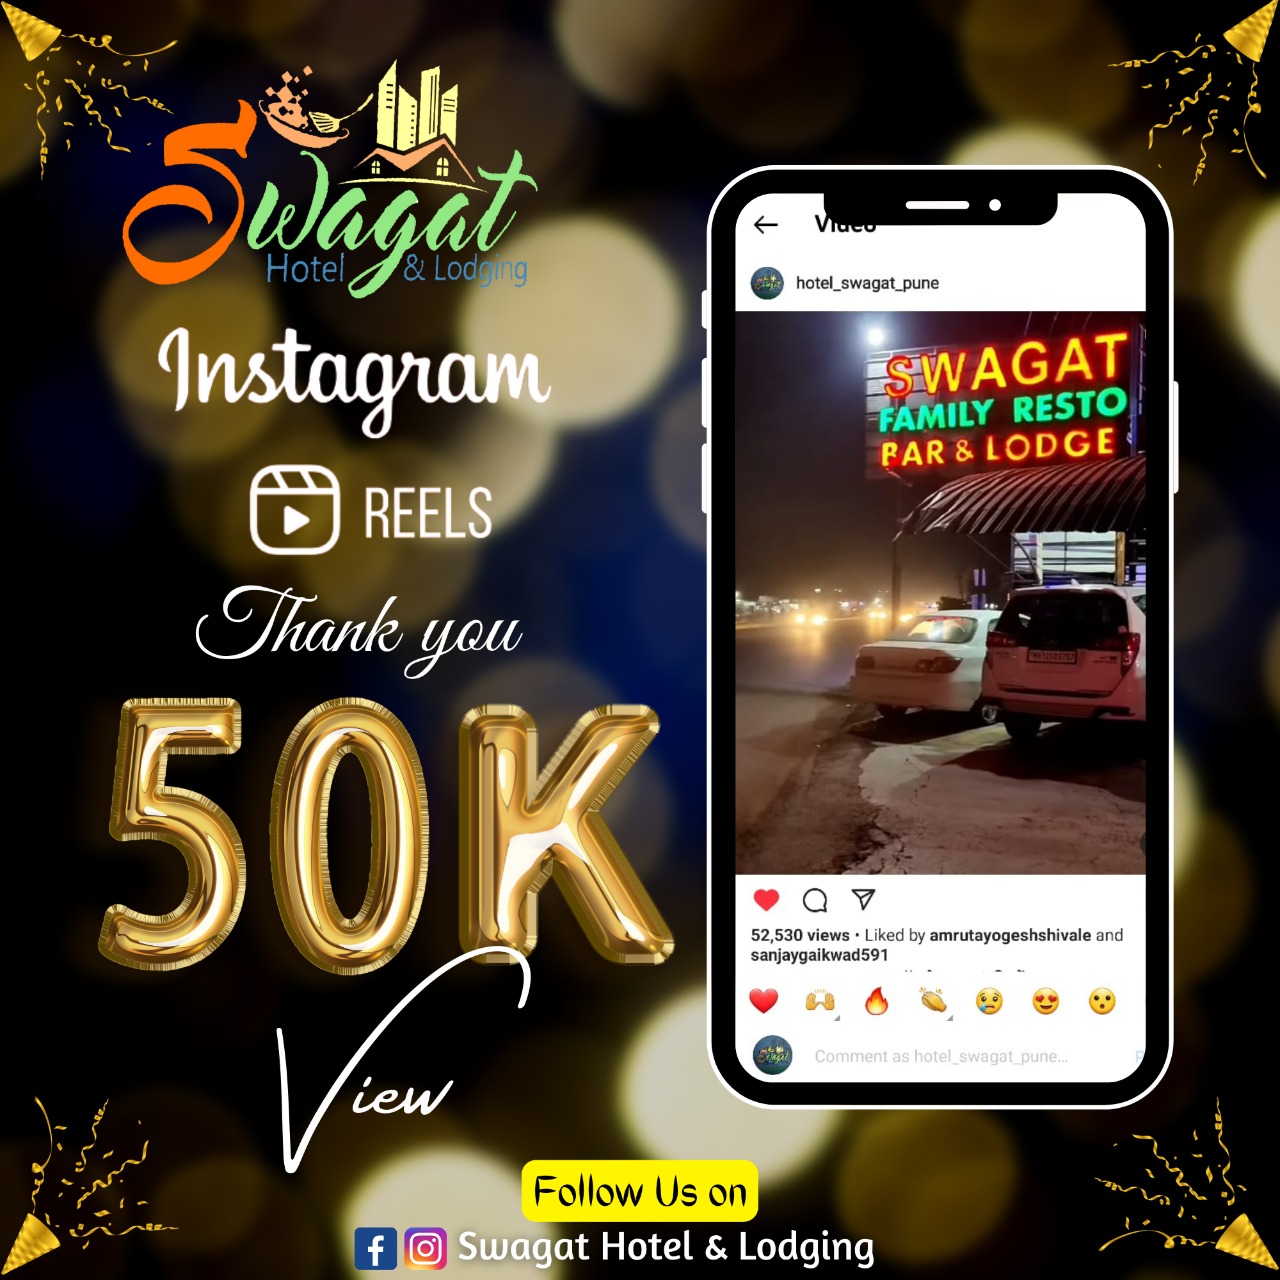 Swagat
Hotel & Lodging
Instagram
REELS
Thank you
50K
View
Video
hotel_swagat_pune
SWAGAT
FAMILY RESTO
BAR & LODGE
52,530 views • Liked by amrutayogeshshivale and
sanjaygaikwad591
Comment as hotel_swagat_pune...
Follow Us on
Swagat Hotel & Lodging